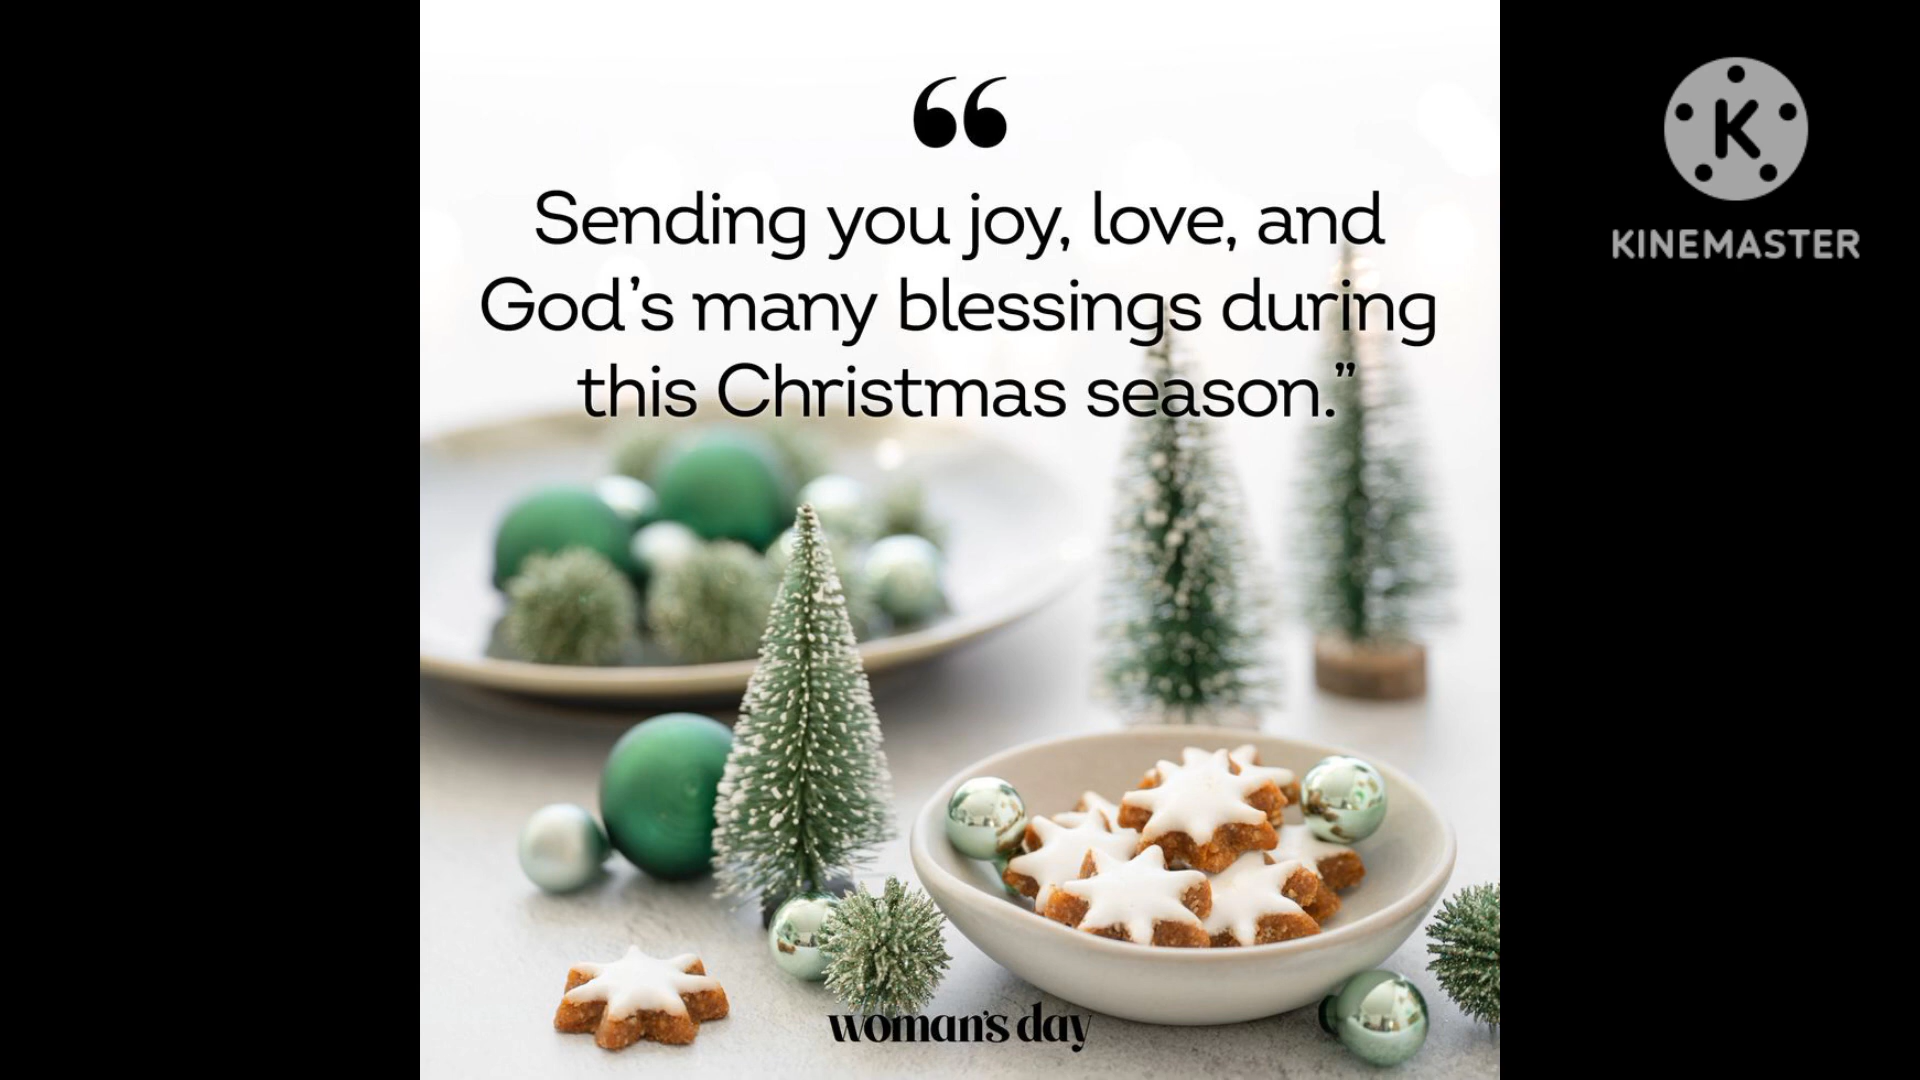 “
Sending you joy, love, and
God’s many blessings during
this Christmas season.”
woman's day
K
KINEMASTER